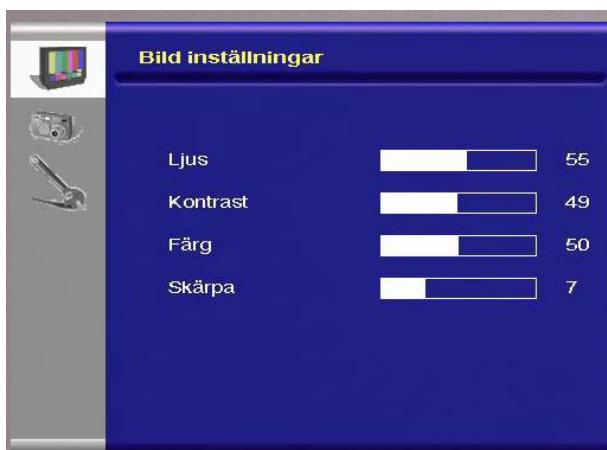 Bild inställningar
Ljus 55
Kontrast 49
Färg 50
Skärpa 7